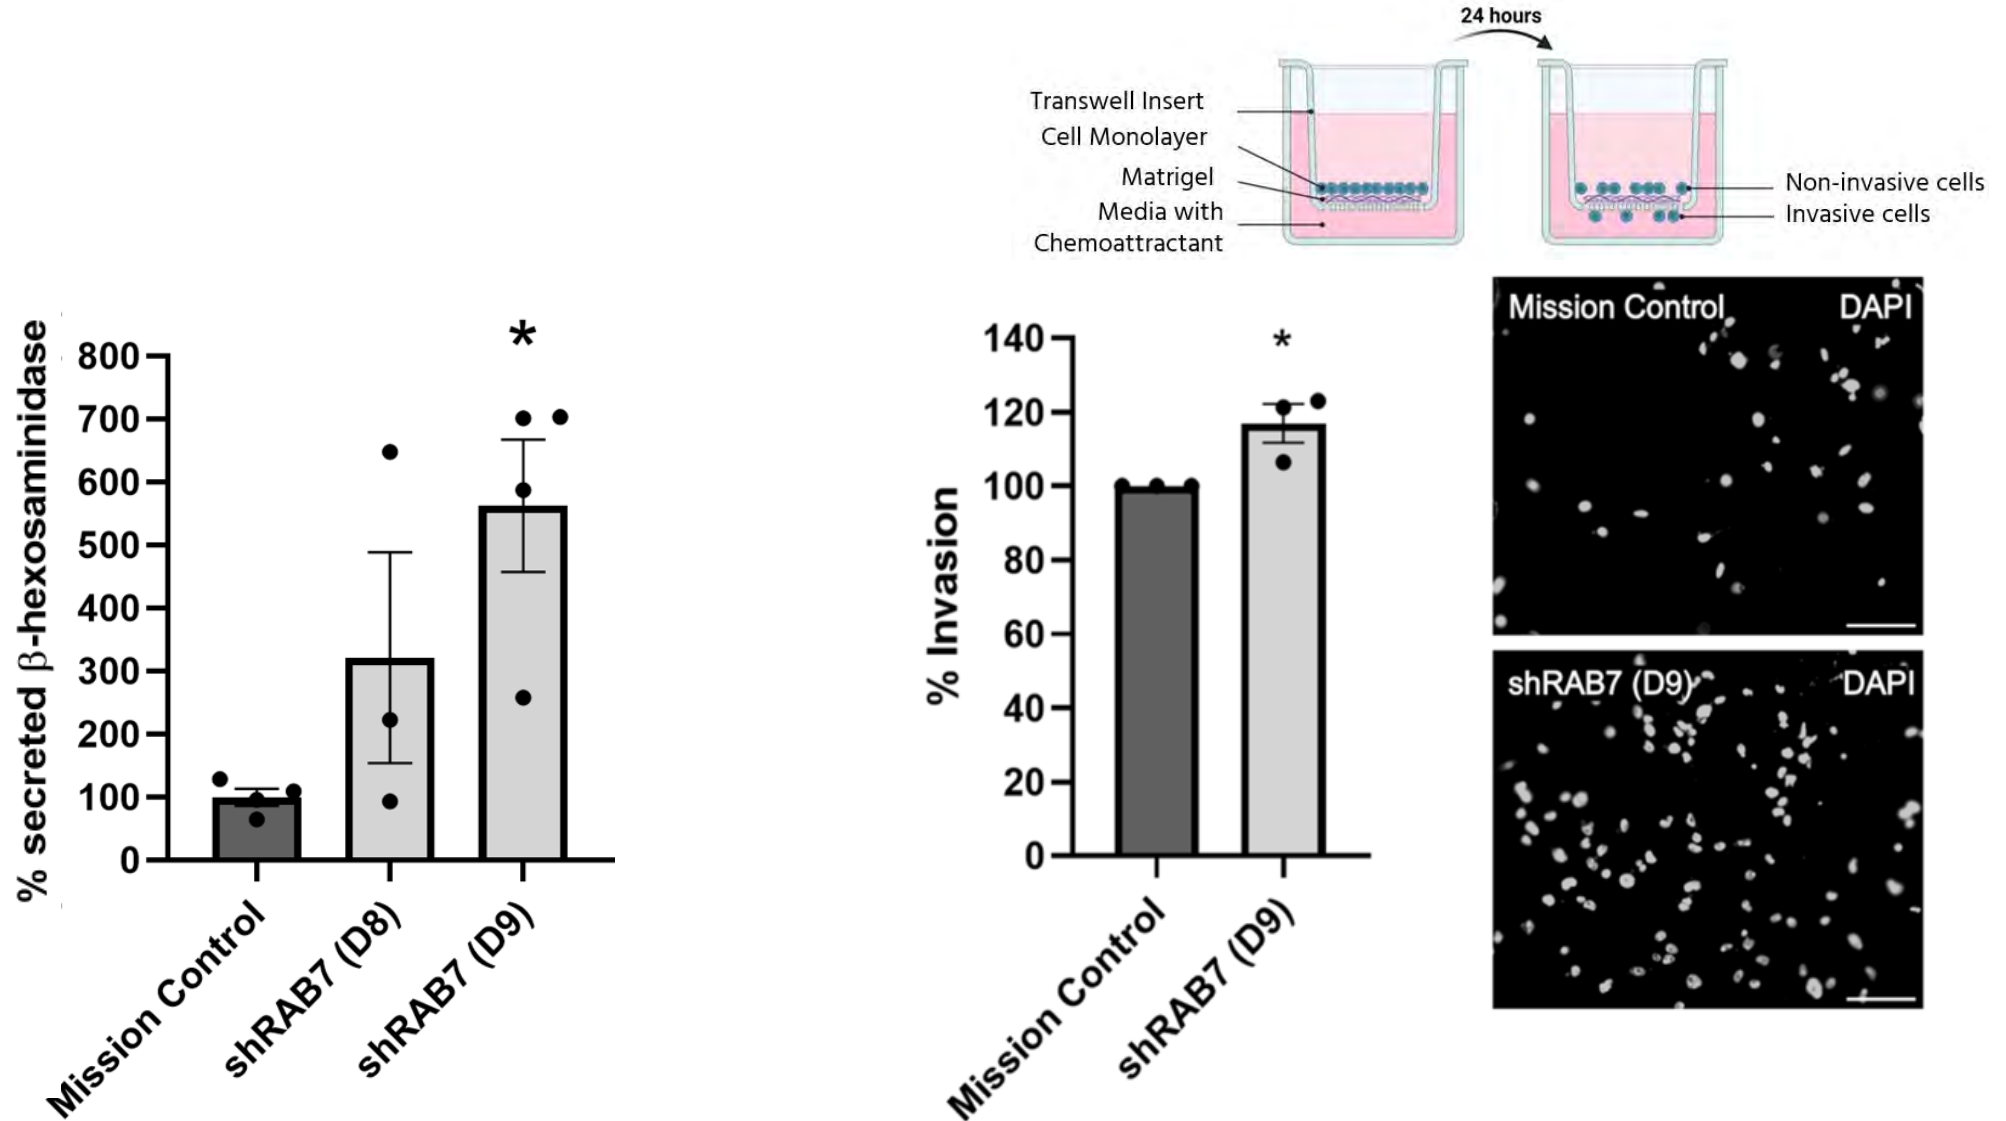 24 hours
Transwell Insert
Cell Monolayer
Matrigel
Media with
Chemoattractant
Non-invasive cells
Invasive cells
% secreted β-hexosaminidase
800
700
600
500
400
300
200
100
0
*
Mission Control
shRAB7 (D8)
shRAB7 (D9)
% Invasion
140
120
100
80
60
40
20
0
*
Mission Control
shRAB7 (D9)
Mission Control DAPI
shRAB7 (D9) DAPI